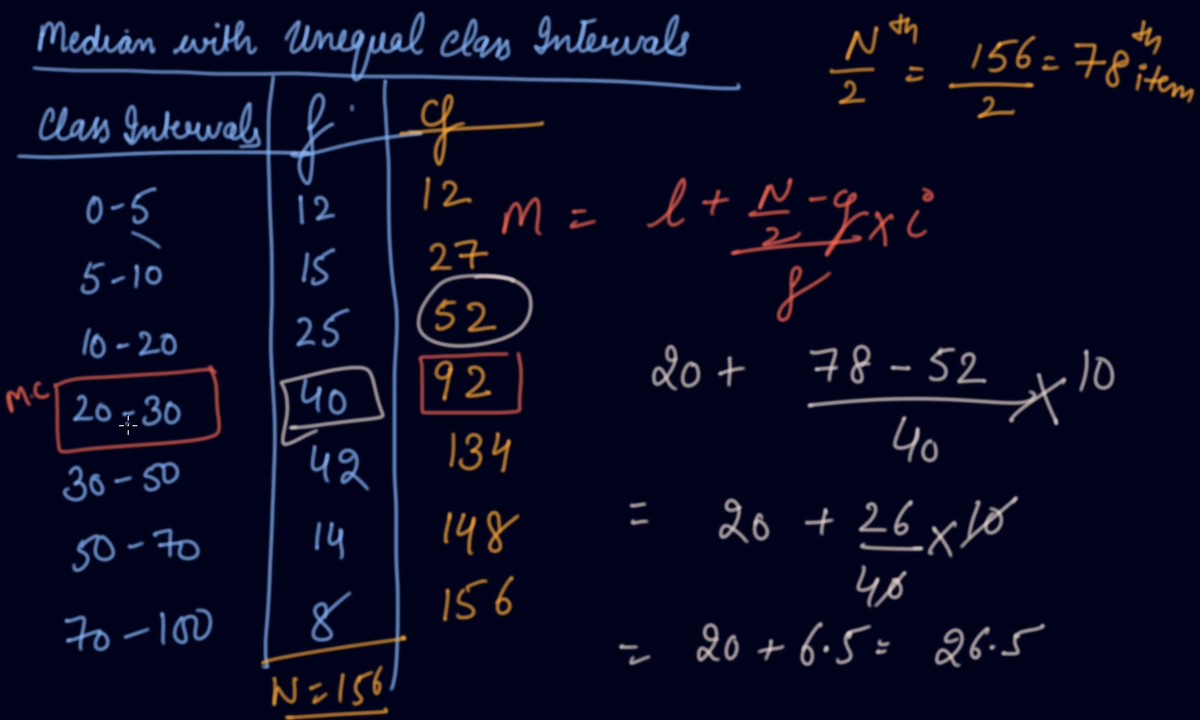 Median with Unequal Class Intervals
N/2 th = 156/2 = 78th item
Class Intervals f cf
0-5 12 12
5-10 15 27
10-20 25 52
M.C 20-30 40 92
30-50 42 134
50-70 14 148
70-100 8 156
N = 156
M = l + N/2 - cf / f × i
20 + 78 - 52 / 40 × 10
= 20 + 26/40 × 10
= 20 + 6.5 = 26.5